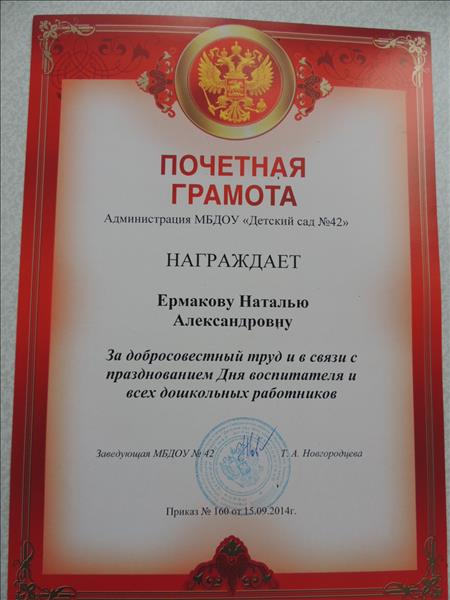 ПОЧЕТНАЯ
ГРАМОТА
Администрация МБДОУ «Детский сад №42»
НАГРАЖДАЕТ
Ермакову Наталью
Александровну
За добросовестный труд и в связи с
празднованием Дня воспитателя и
всех дошкольных работников
Заведующая МБДОУ № 42 Т. А. Новгородцева
Приказ № 160 от 15.09.2014г.